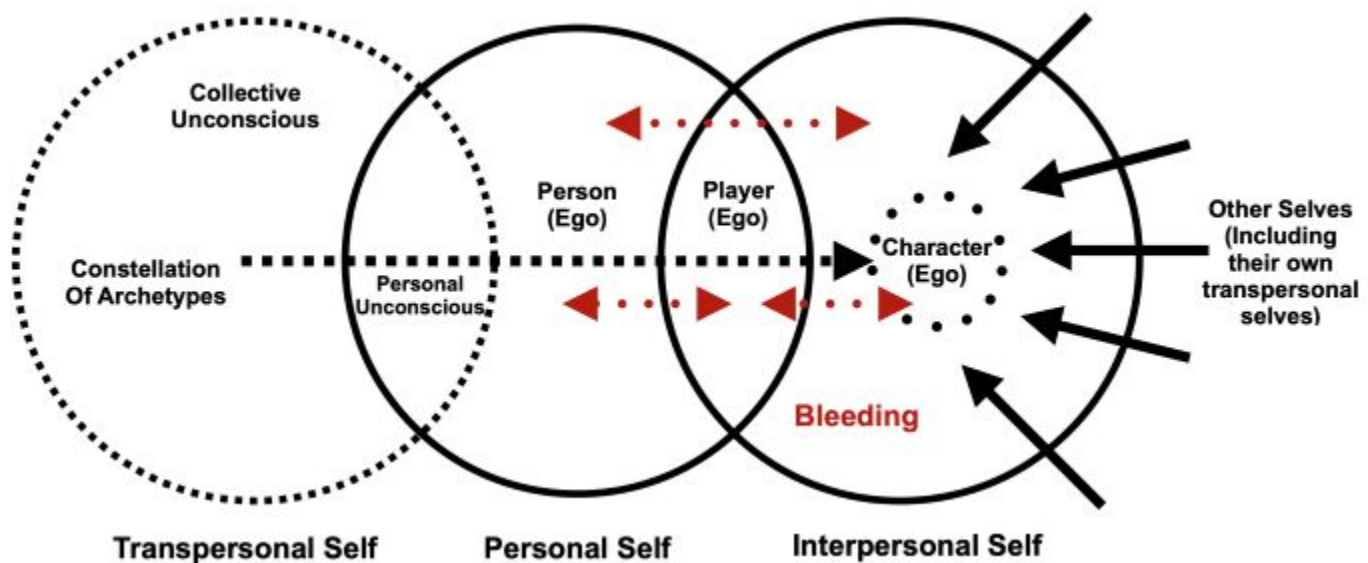 Collective
Unconscious
Constellation
Of Archetypes
Personal
Unconscious
Person
(Ego)
Player
(Ego)
Character
(Ego)
Other Selves
(Including
their own
transpersonal
selves)
Bleeding
Transpersonal Self
Personal Self
Interpersonal Self